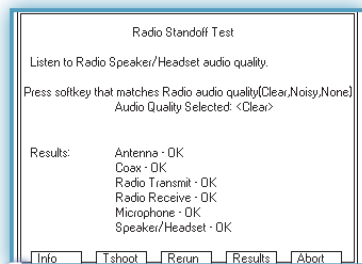 Radio Standoff Test
Listen to Radio Speaker/Headset audio quality.
Press softkey that matches Radio audio quality(Clear,Noisy,None)
Audio Quality Selected: <Clear>
Results: Antenna - OK
Coax - OK
Radio Transmit - OK
Radio Receive - OK
Microphone - OK
Speaker/Headset - OK
Info Tshoot Rerun Results Abort